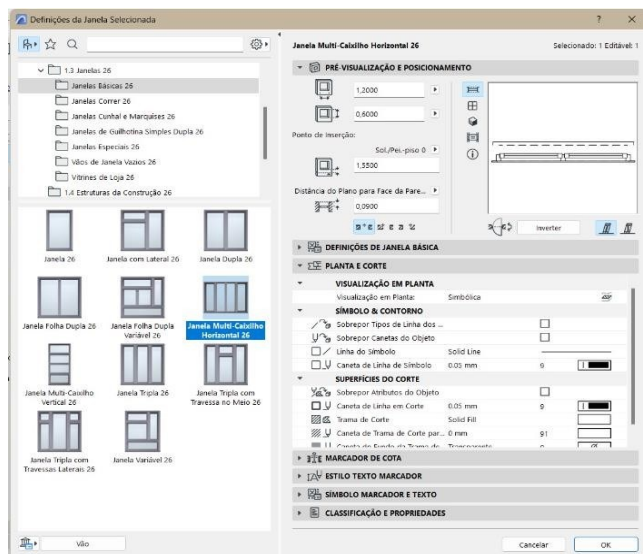 Definições da Janela Selecionada
? X
1.3 Janelas 26
Janelas Básicas 26
Janelas Correr 26
Janelas Cunhal e Marquises 26
Janelas de Guilhotina Simples Dupla 26
Janelas Especiais 26
Vãos de Janela Vazios 26
Vitrines de Loja 26
1.4 Estruturas da Construção 26
Janela 26
Janela com Lateral 26
Janela Dupla 26
Janela Folha Dupla 26
Janela Folha Dupla Variável 26
Janela Multi-Caixilho Horizontal 26
Janela Multi-Caixilho Vertical 26
Janela Tripla 26
Janela Tripla com Travessa no Meio 26
Janela Tripla com Travessas Laterais 26
Janela Variável 26
Vão
Janela Multi-Caixilho Horizontal 26
Selecionado: 1 Editável: 1
PRÉ-VISUALIZAÇÃO E POSICIONAMENTO
1,2000
0,6000
Ponto de Inserção:
Sol./Pei.-piso 0
1,5500
Distância do Plano para Face da Pare...
0,0900
Inverter
DEFINIÇÕES DE JANELA BÁSICA
PLANTA E CORTE
VISUALIZAÇÃO EM PLANTA
Visualização em Planta: Simbólica
SÍMBOLO & CONTORNO
Sobrepor Tipos de Linha dos ...
Sobrepor Canetas do Objeto
Linha do Símbolo Solid Line
Caneta de Linha de Símbolo 0.05 mm 9
SUPERFÍCIES DO CORTE
Sobrepor Atributos do Objeto
Caneta de Linha em Corte 0.05 mm 9
Trama de Corte Solid Fill
Caneta de Trama de Corte par... 0 mm 91
Caneta do Fundo da Trama de... Transparente 0
MARCADOR DE COTA
ESTILO TEXTO MARCADOR
SÍMBOLO MARCADOR E TEXTO
CLASSIFICAÇÃO E PROPRIEDADES
Cancelar
OK